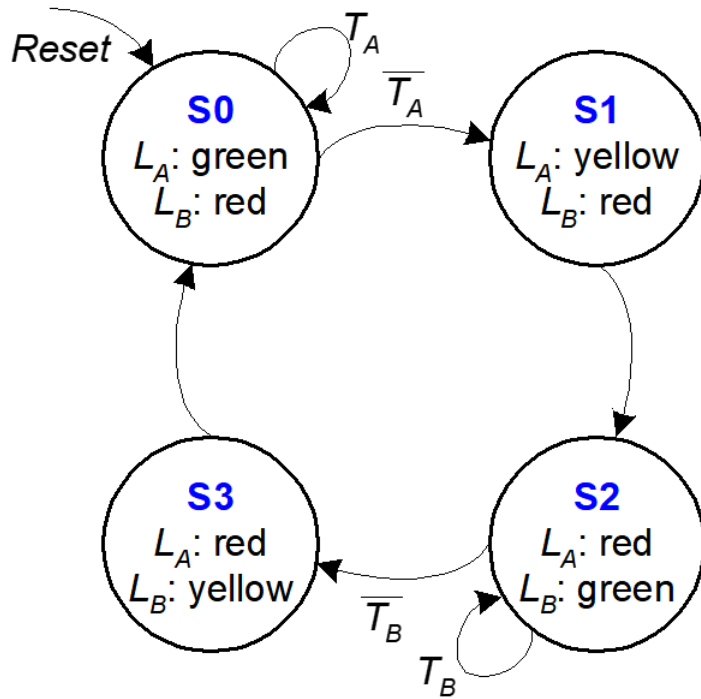 Reset
T_A
S0
L_A: green
L_B: red
T̅_A
S1
L_A: yellow
L_B: red
S3
L_A: red
L_B: yellow
T̅_B
S2
L_A: red
L_B: green
T_B